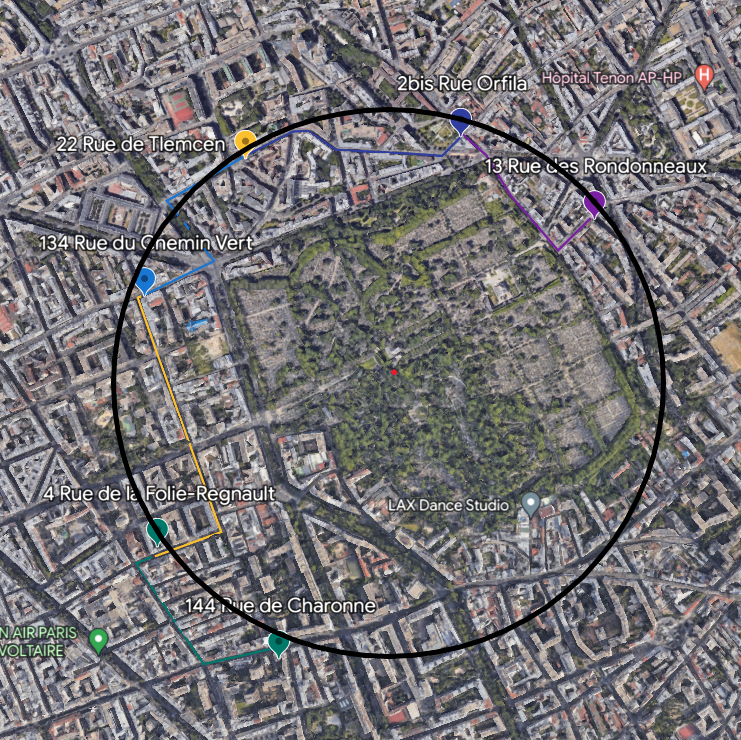 2bis Rue Orfila
Hôpital Tenon AP-HP
H
22 Rue de Tlemcen
13 Rue des Rondonneaux
134 Rue du Chemin Vert
4 Rue de la Folie-Regnault
LAX Dance Studio
144 Rue de Charonne
N AIR PARIS
VOLTAIRE